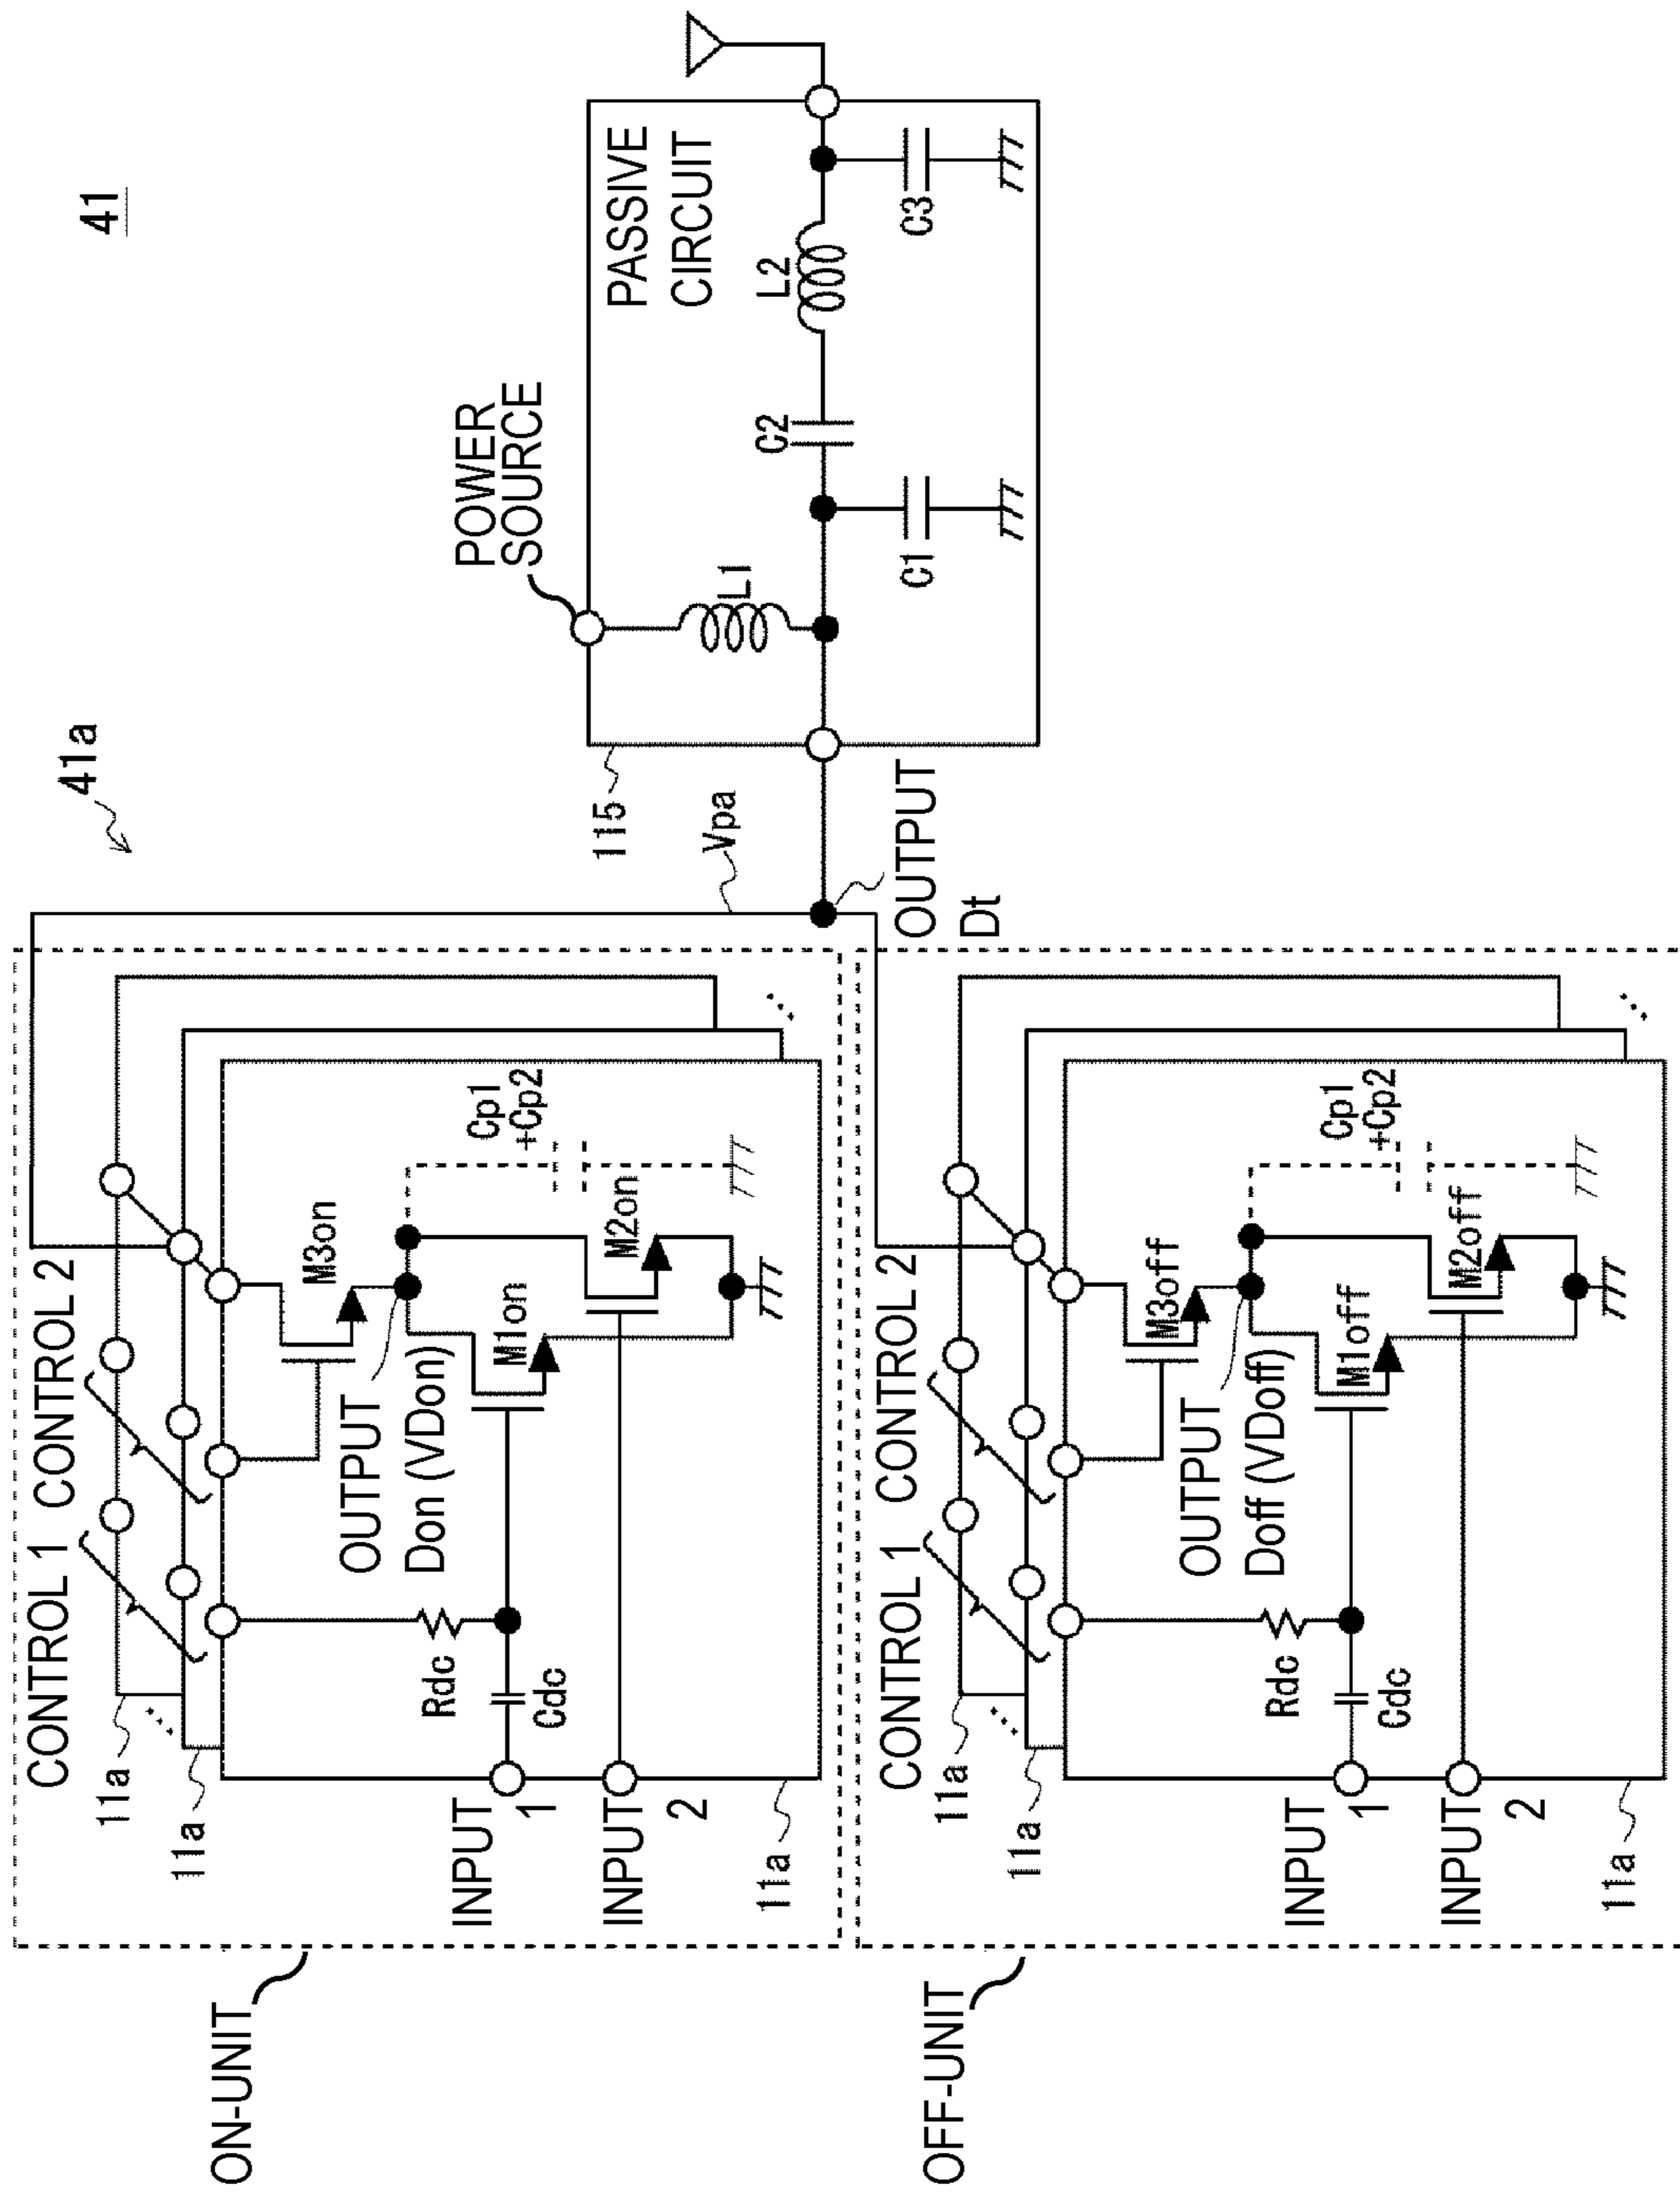 41
41a
ON-UNIT
CONTROL 1
CONTROL 2
11a
11a
11a
INPUT
1
INPUT
2
Rdc
Cdc
OUTPUT
Don (VDon)
M3on
M1on
M2on
Cp1
+Cp2
OFF-UNIT
CONTROL 1
CONTROL 2
11a
11a
11a
INPUT
1
INPUT
2
Rdc
Cdc
OUTPUT
Doff (VDoff)
M3off
M1off
M2off
Cp1
+Cp2
Vpa
OUTPUT
Dt
115
POWER
SOURCE
PASSIVE
CIRCUIT
L1
C1
C2
L2
C3